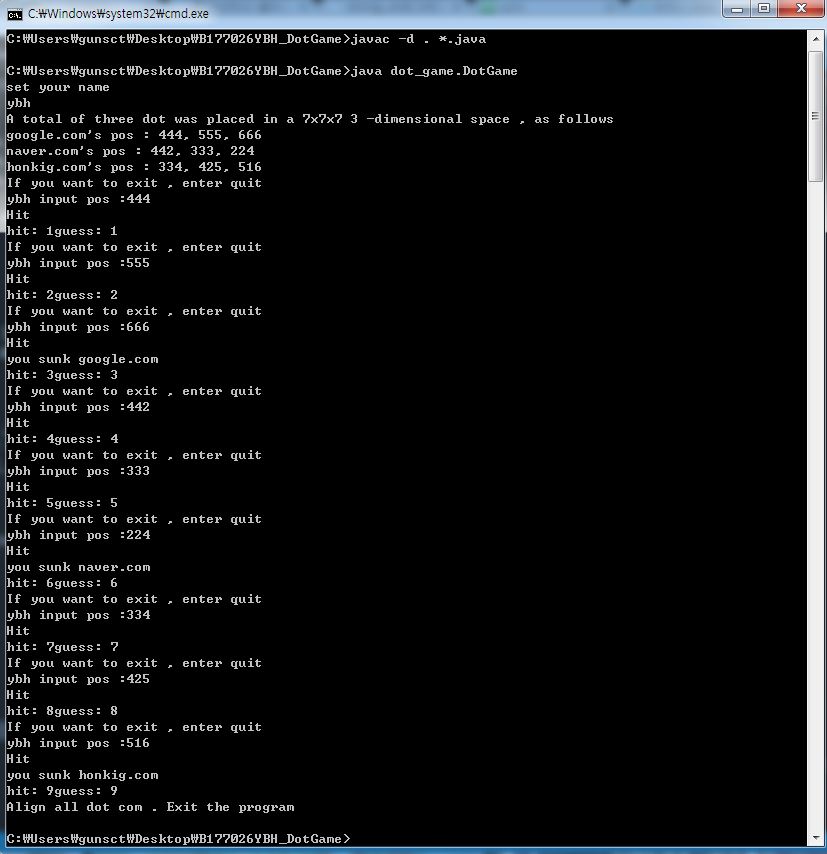 C:\Windows\system32\cmd.exe
C:₩Users₩gunsct₩Desktop₩B177026YBH_DotGame>javac -d . *.java
C:₩Users₩gunsct₩Desktop₩B177026YBH_DotGame>java dot_game.DotGame
set your name
ybh
A total of three dot was placed in a 7x7x7 3 -dimensional space , as follows
google.com's pos : 444, 555, 666
naver.com's pos : 442, 333, 224
honkig.com's pos : 334, 425, 516
If you want to exit , enter quit
ybh input pos :444
Hit
hit: 1guess: 1
If you want to exit , enter quit
ybh input pos :555
Hit
hit: 2guess: 2
If you want to exit , enter quit
ybh input pos :666
Hit
you sunk google.com
hit: 3guess: 3
If you want to exit , enter quit
ybh input pos :442
Hit
hit: 4guess: 4
If you want to exit , enter quit
ybh input pos :333
Hit
hit: 5guess: 5
If you want to exit , enter quit
ybh input pos :224
Hit
you sunk naver.com
hit: 6guess: 6
If you want to exit , enter quit
ybh input pos :334
Hit
hit: 7guess: 7
If you want to exit , enter quit
ybh input pos :425
Hit
hit: 8guess: 8
If you want to exit , enter quit
ybh input pos :516
Hit
you sunk honkig.com
hit: 9guess: 9
Align all dot com . Exit the program
C:₩Users₩gunsct₩Desktop₩B177026YBH_DotGame>